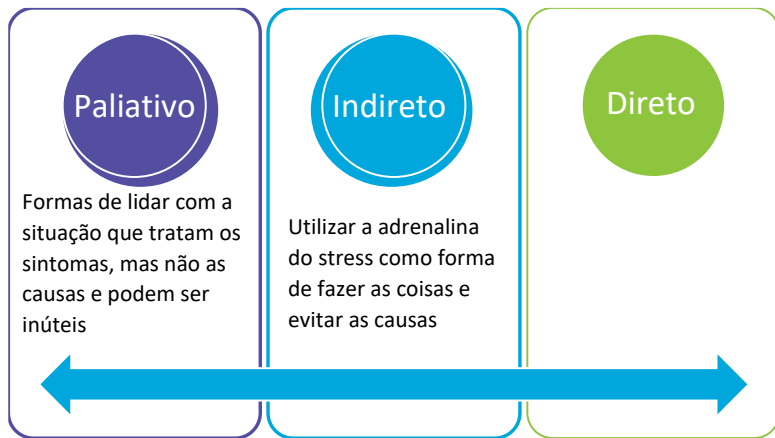 Paliativo
Formas de lidar com a
situação que tratam os
sintomas, mas não as
causas e podem ser
inúteis
Indireto
Utilizar a adrenalina
do stress como forma
de fazer as coisas e
evitar as causas
Direto